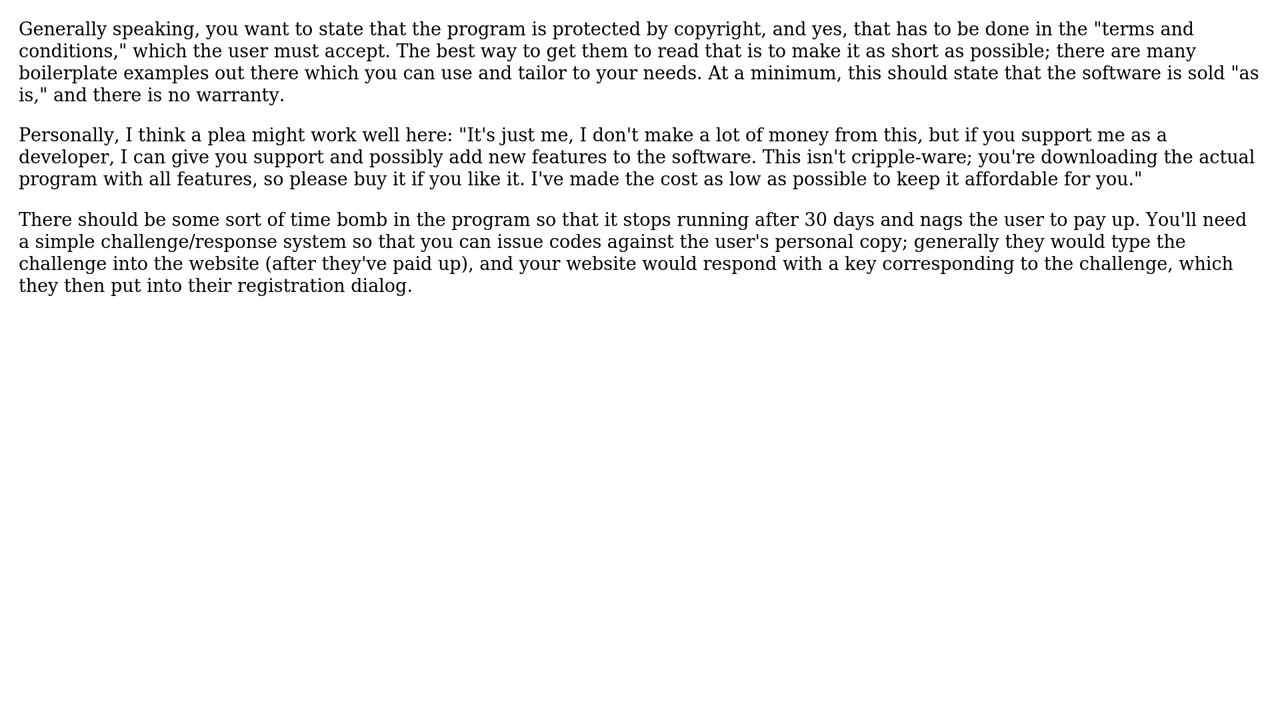 Generally speaking, you want to state that the program is protected by copyright, and yes, that has to be done in the "terms and
conditions," which the user must accept. The best way to get them to read that is to make it as short as possible; there are many
boilerplate examples out there which you can use and tailor to your needs. At a minimum, this should state that the software is sold "as
is," and there is no warranty.
Personally, I think a plea might work well here: "It's just me, I don't make a lot of money from this, but if you support me as a
developer, I can give you support and possibly add new features to the software. This isn't cripple-ware; you're downloading the actual
program with all features, so please buy it if you like it. I've made the cost as low as possible to keep it affordable for you."
There should be some sort of time bomb in the program so that it stops running after 30 days and nags the user to pay up. You'll need
a simple challenge/response system so that you can issue codes against the user's personal copy; generally they would type the
challenge into the website (after they've paid up), and your website would respond with a key corresponding to the challenge, which
they then put into their registration dialog.